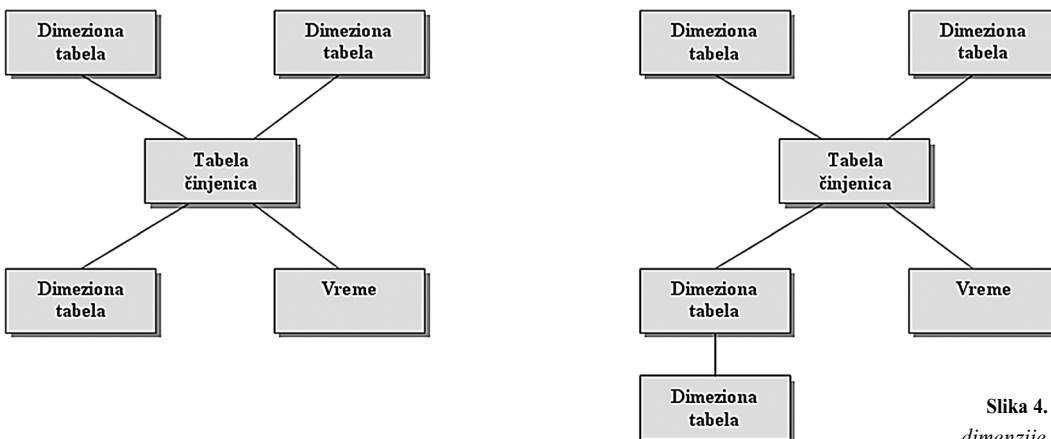 Dimeziona
tabela
Dimeziona
tabela
Tabela
činjenica
Dimeziona
tabela
Vreme
Dimeziona
tabela
Dimeziona
tabela
Tabela
činjenica
Dimeziona
tabela
Vreme
Dimeziona
tabela
Slika 4.
dimenzije